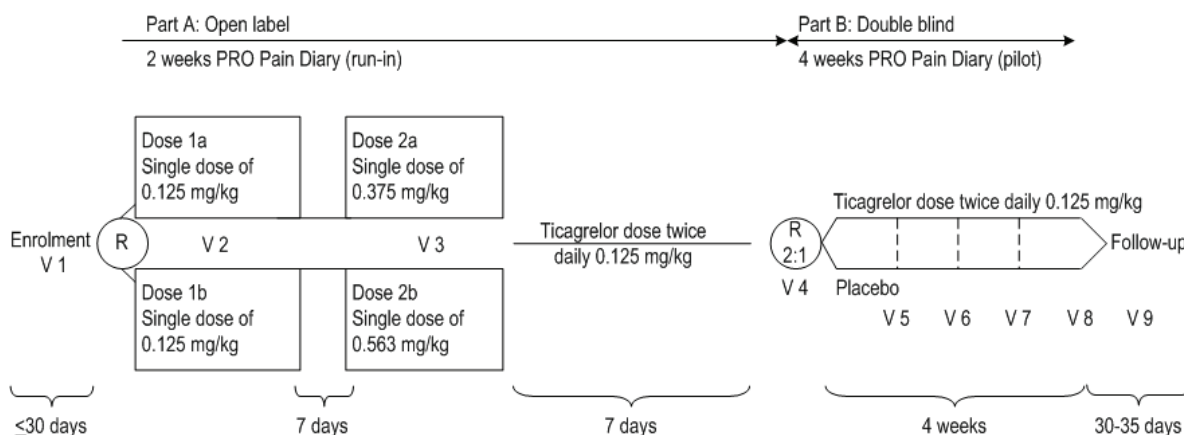 Part A: Open label
Part B: Double blind
2 weeks PRO Pain Diary (run-in)
4 weeks PRO Pain Diary (pilot)
Dose 1a
Single dose of
0.125 mg/kg
Dose 2a
Single dose of
0.375 mg/kg
Enrolment
V 1
R
V 2
V 3
Ticagrelor dose twice
daily 0.125 mg/kg
R
2:1
V 4
Ticagrelor dose twice daily 0.125 mg/kg
Placebo
Follow-up
V 5
V 6
V 7
V 8
V 9
Dose 1b
Single dose of
0.125 mg/kg
Dose 2b
Single dose of
0.563 mg/kg
≤30 days
7 days
7 days
4 weeks
30-35 days